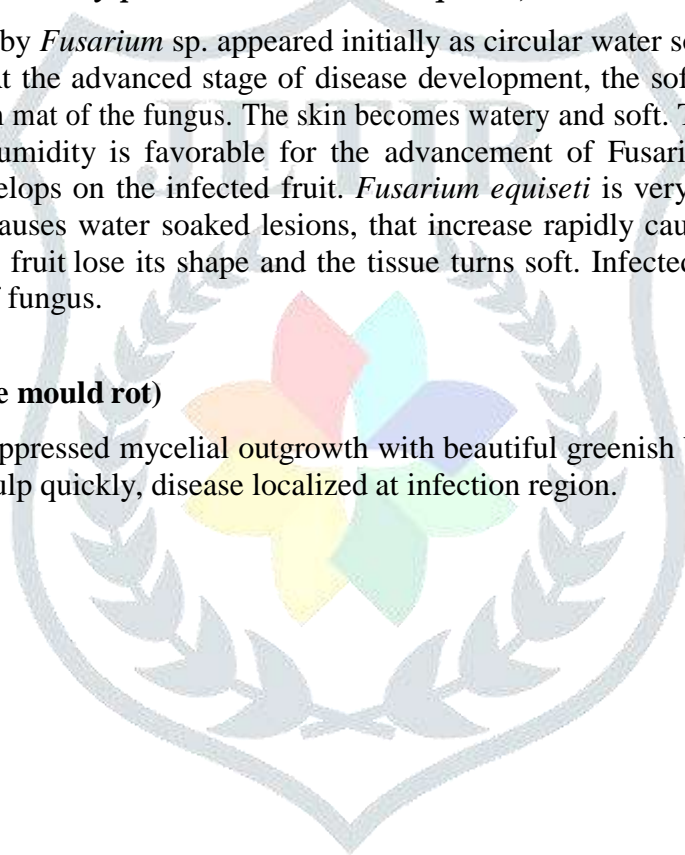 by Fusarium sp. appeared initially as circular water so
t the advanced stage of disease development, the sof
mat of the fungus. The skin becomes watery and soft. T
umidity is favorable for the advancement of Fusari
elops on the infected fruit. Fusarium equiseti is very
auses water soaked lesions, that increase rapidly cau
fruit lose its shape and the tissue turns soft. Infected
fungus.
e mould rot)
ppressed mycelial outgrowth with beautiful greenish
ulp quickly, disease localized at infection region.
JETIR